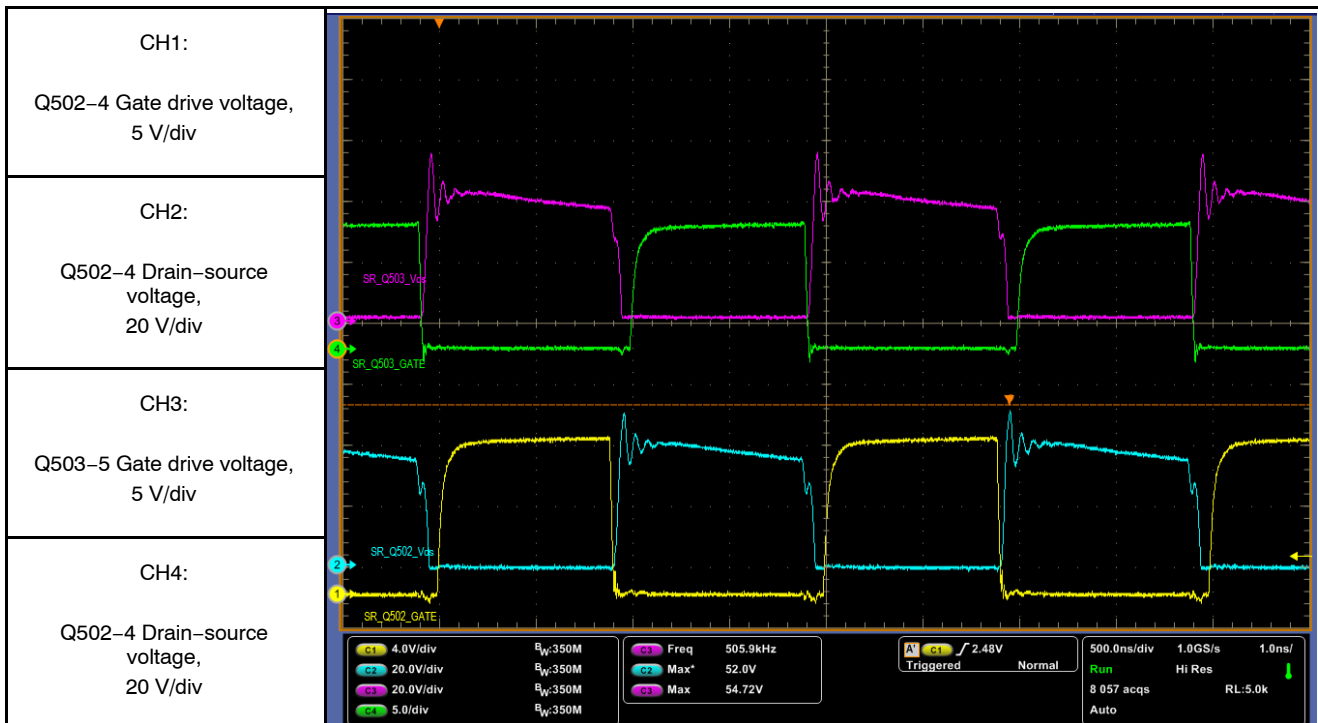 CH1:
Q502−4 Gate drive voltage,
5 V/div
CH2:
Q502−4 Drain−source
voltage,
20 V/div
CH3:
Q503−5 Gate drive voltage,
5 V/div
CH4:
Q502−4 Drain−source
voltage,
20 V/div
SR_Q503_Vds
3
4
SR_Q503_GATE
SR_Q502_Vds
2
1
SR_Q502_GATE
C1 4.0V/div BW:350M
C2 20.0V/div BW:350M
C3 20.0V/div BW:350M
C4 5.0/div BW:350M
C3 Freq 505.9kHz
C2 Max* 52.0V
C3 Max 54.72V
A' C1 2.48V
Triggered Normal
500.0ns/div 1.0GS/s 1.0ns/
Run Hi Res
8 057 acqs RL:5.0k
Auto